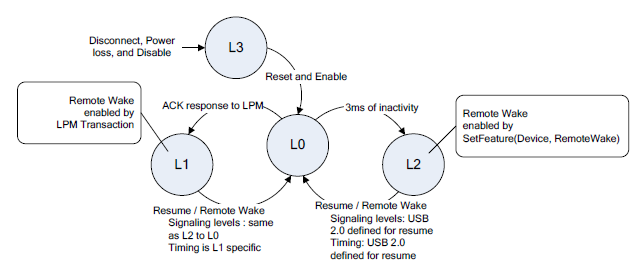 Disconnect, Power
loss, and Disable
L3
Reset and Enable
Remote Wake
enabled by
LPM Transaction
ACK response to LPM
3ms of inactivity
Remote Wake
enabled by
SetFeature(Device, RemoteWake)
L1
L0
L2
Resume / Remote Wake
Signaling levels : same
as L2 to L0
Timing is L1 specific
Resume / Remote Wake
Signaling levels: USB
2.0 defined for resume
Timing: USB 2.0
defined for resume